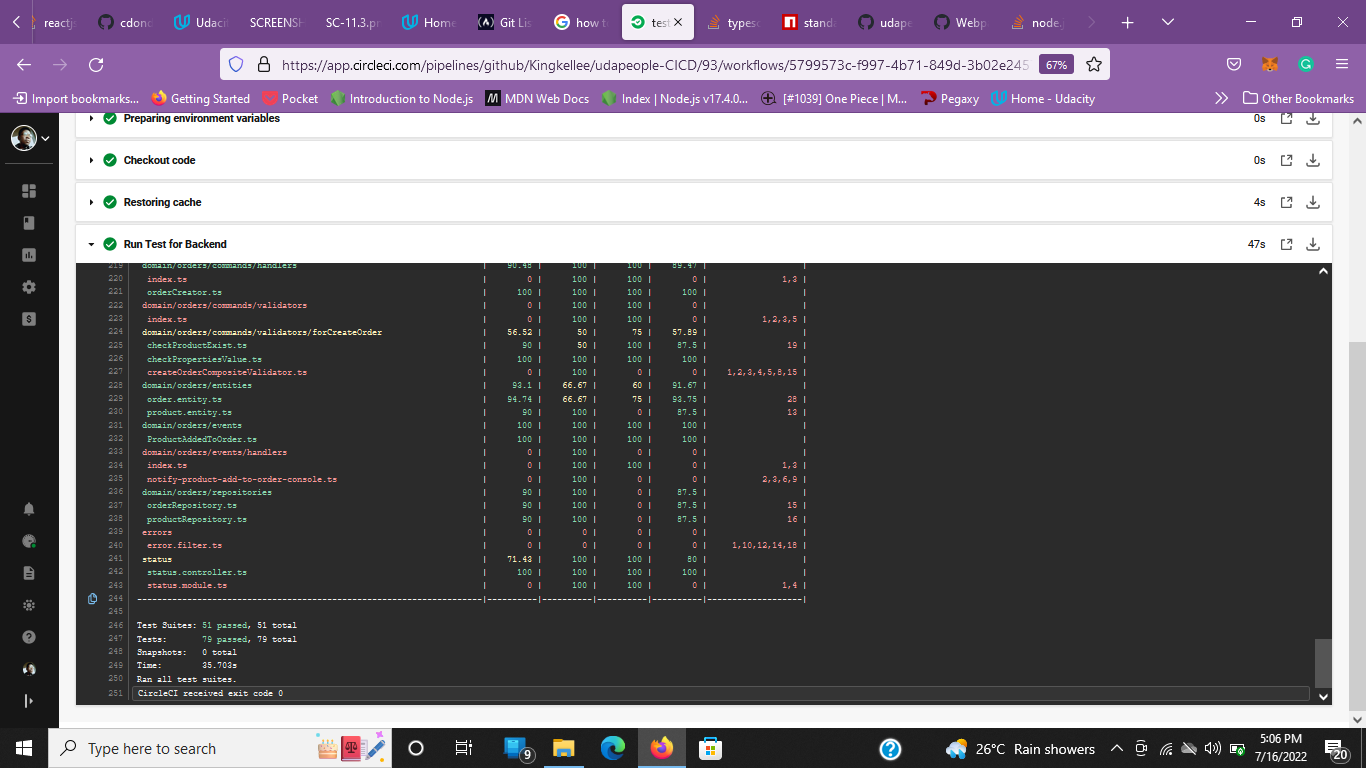 reactj
cdonc
Udacit
SCREENSH
SC-11.3.pn
Home
Git Lis
how to
test
typesc
stand
udape
Webp
node.j
https://app.circleci.com/pipelines/github/Kingkellee/udapeople-CICD/93/workflows/5799573c-f997-4b71-849d-3b02e245
67%
Import bookmarks...
Getting Started
Pocket
Introduction to Node.js
MDN Web Docs
Index | Node.js v17.4.0...
[#1039] One Piece | M...
Pegaxy
Home - Udacity
Other Bookmarks
Preparing environment variables 0s
Checkout code 0s
Restoring cache 4s
Run Test for Backend 47s
219 domain/orders/commands/handlers | 90.48 | 100 | 100 | 89.47 | |
220 index.ts | 0 | 100 | 100 | 0 | 1,3 |
221 orderCreator.ts | 100 | 100 | 100 | 100 | |
222 domain/orders/commands/validators | 0 | 100 | 100 | 0 | |
223 index.ts | 0 | 100 | 100 | 0 | 1,2,3,5 |
224 domain/orders/commands/validators/forCreateOrder | 56.52 | 50 | 75 | 57.89 | |
225 checkProductExist.ts | 90 | 50 | 100 | 87.5 | 19 |
226 checkPropertiesValue.ts | 100 | 100 | 100 | 100 | |
227 createOrderCompositeValidator.ts | 0 | 100 | 0 | 0 | 1,2,3,4,5,8,15 |
228 domain/orders/entities | 93.1 | 66.67 | 60 | 91.67 | |
229 order.entity.ts | 94.74 | 66.67 | 75 | 93.75 | 28 |
230 product.entity.ts | 90 | 100 | 0 | 87.5 | 13 |
231 domain/orders/events | 100 | 100 | 100 | 100 | |
232 ProductAddedToOrder.ts | 100 | 100 | 100 | 100 | |
233 domain/orders/events/handlers | 0 | 100 | 0 | 0 | |
234 index.ts | 0 | 100 | 100 | 0 | 1,3 |
235 notify-product-add-to-order-console.ts | 0 | 100 | 0 | 0 | 2,3,6,9 |
236 domain/orders/repositories | 90 | 100 | 0 | 87.5 | |
237 orderRepository.ts | 90 | 100 | 0 | 87.5 | 15 |
238 productRepository.ts | 90 | 100 | 0 | 87.5 | 16 |
239 errors | 0 | 0 | 0 | 0 | |
240 error.filter.ts | 0 | 0 | 0 | 0 | 1,10,12,14,18 |
241 status | 71.43 | 100 | 100 | 80 | |
242 status.controller.ts | 100 | 100 | 100 | 100 | |
243 status.module.ts | 0 | 100 | 100 | 0 | 1,4 |
244 ----------------------------------------------------------------|----------|----------|----------|----------|-------------------|
245
246 Test Suites: 51 passed, 51 total
247 Tests: 79 passed, 79 total
248 Snapshots: 0 total
249 Time: 35.703s
250 Ran all test suites.
251 CircleCI received exit code 0
Type here to search
9
26°C Rain showers
5:06 PM
7/16/2022
20